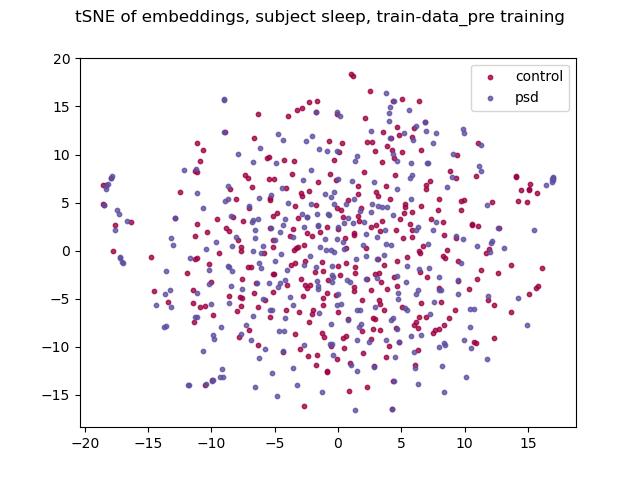 tSNE of embeddings, subject sleep, train-data_pre training
control
psd
20
15
10
5
0
−5
−10
−15
−20 −15 −10 −5 0 5 10 15